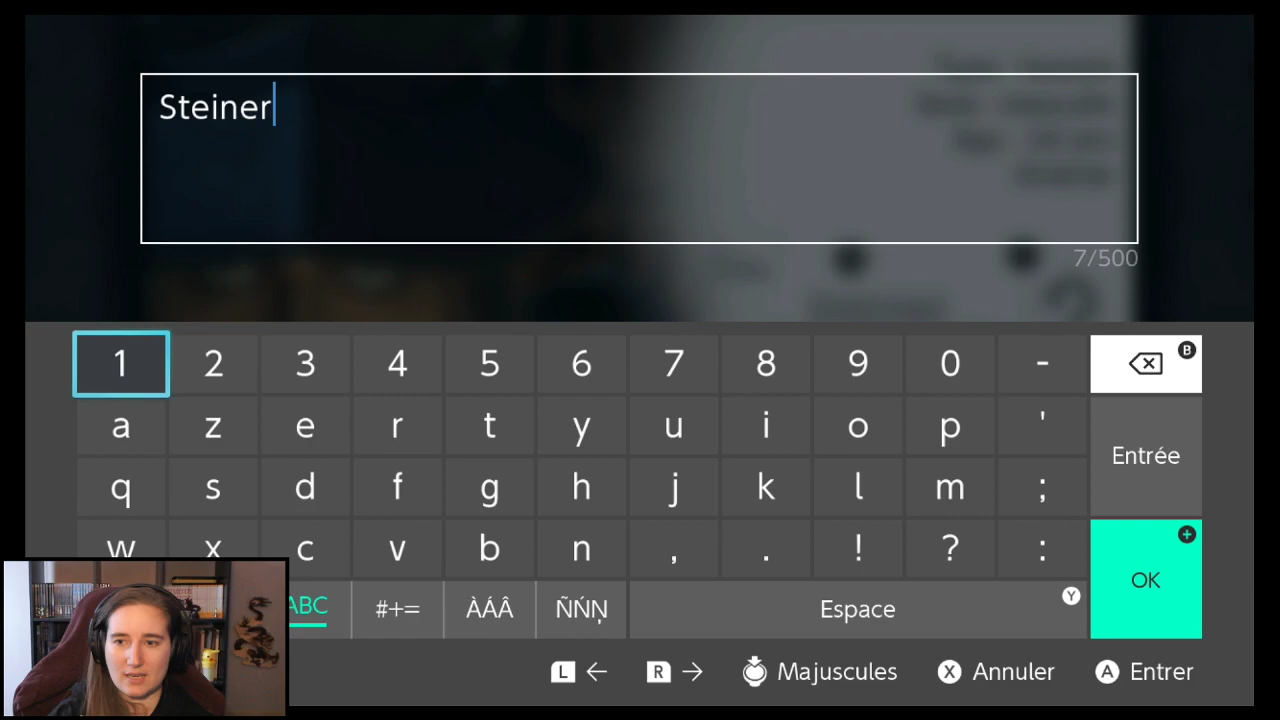 Steiner
7/500
1 2 3 4 5 6 7 8 9 0 - B
a z e r t y u i o p '
Entrée
q s d f g h j k l m ;
w x c v b n , . ! ? : +
OK
ABC #+= ÀÁÂ ÑŃŅ Espace Y
L ← R → Majuscules X Annuler A Entrer